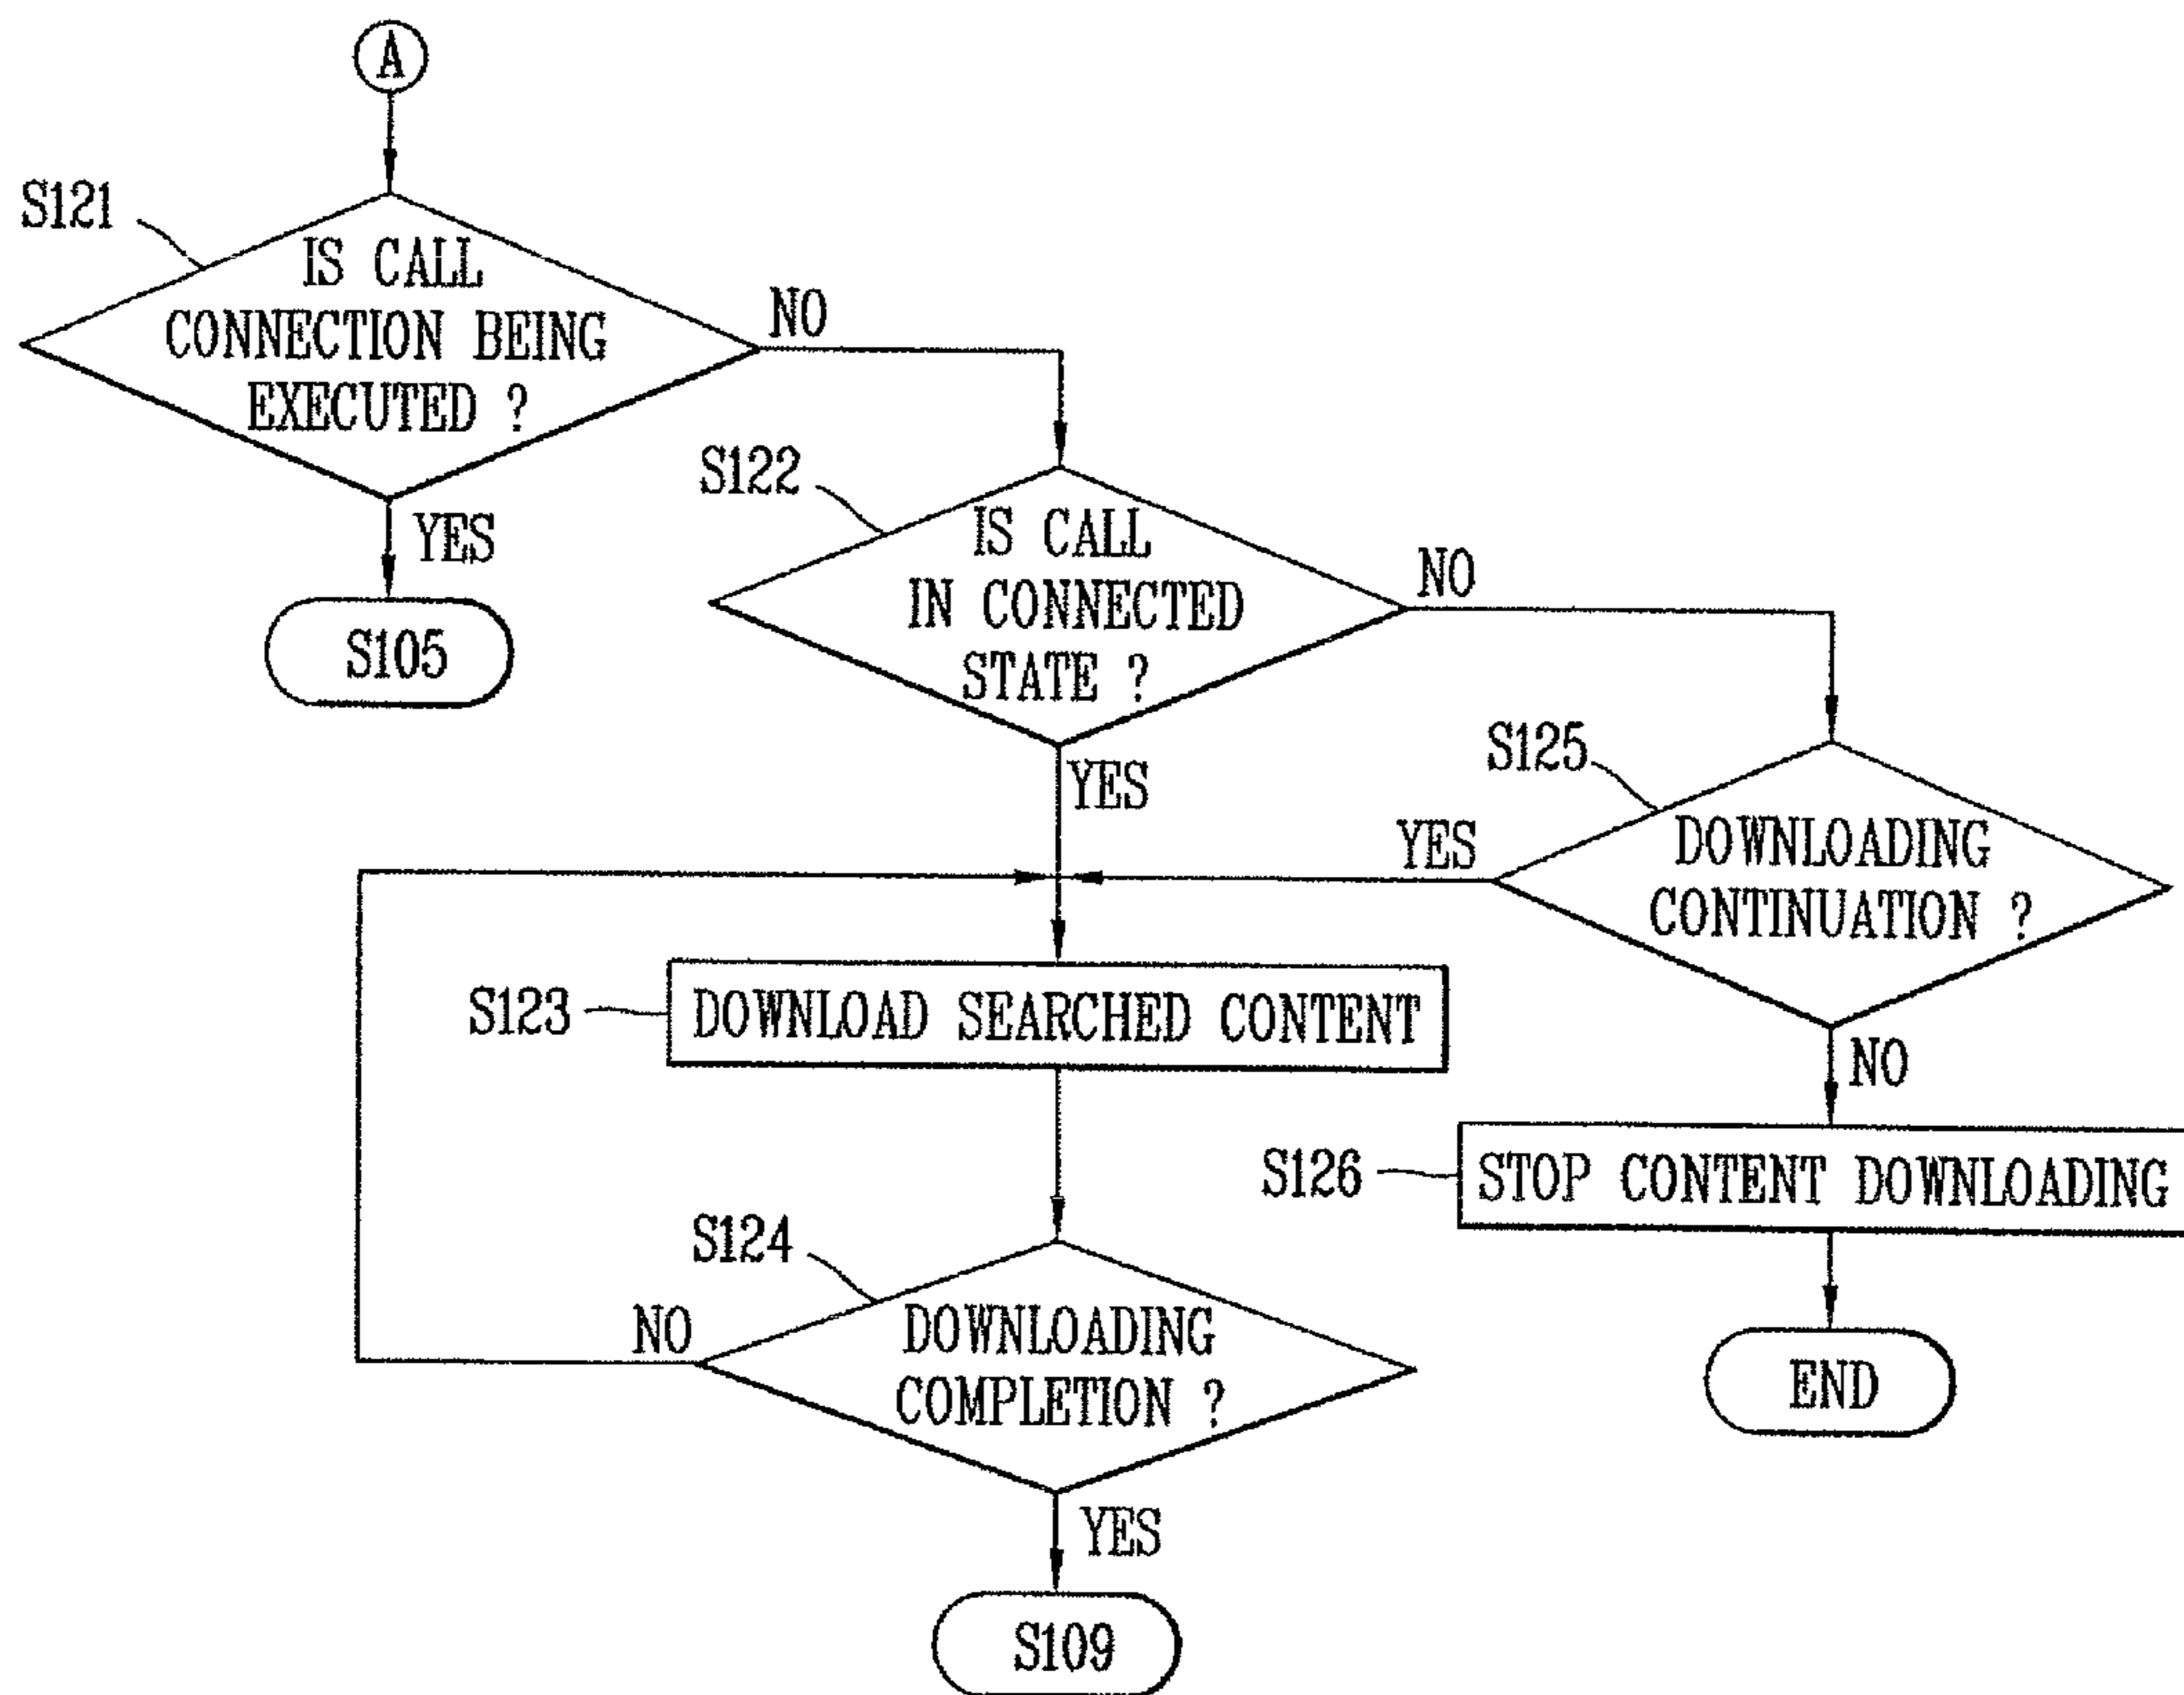 A
S121
IS CALL
CONNECTION BEING
EXECUTED ?
NO
YES
S105
S122
IS CALL
IN CONNECTED
STATE ?
NO
YES
S125
DOWNLOADING
CONTINUATION ?
YES
NO
S123
DOWNLOAD SEARCHED CONTENT
S126
STOP CONTENT DOWNLOADING
END
S124
DOWNLOADING
COMPLETION ?
NO
YES
S109